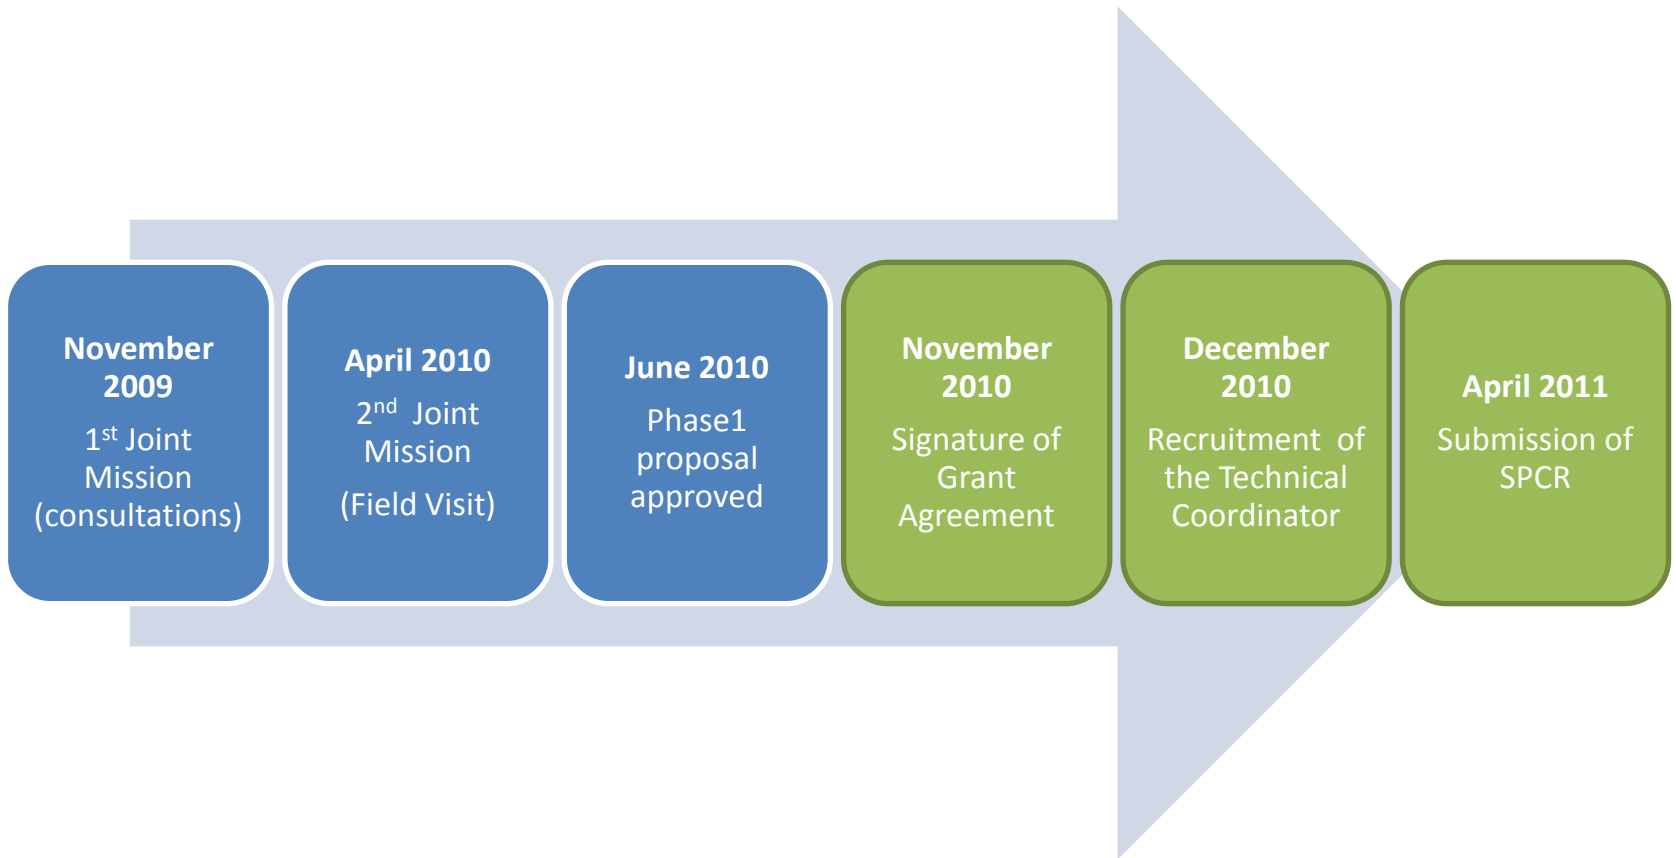 November
2009
1st Joint
Mission
(consultations)
April 2010
2nd Joint
Mission
(Field Visit)
June 2010
Phase1
proposal
approved
November
2010
Signature of
Grant
Agreement
December
2010
Recruitment of
the Technical
Coordinator
April 2011
Submission of
SPCR